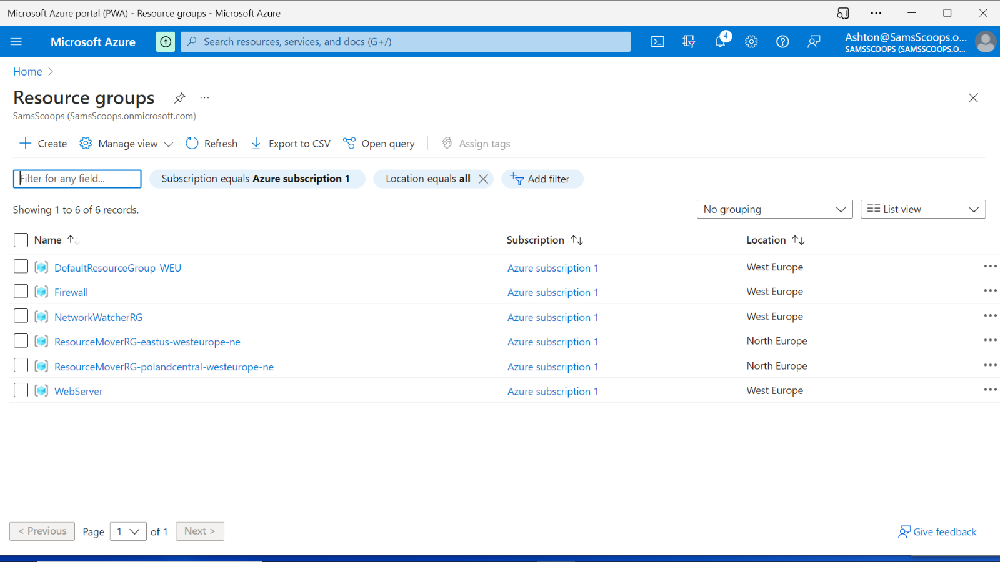 Microsoft Azure portal (PWA) - Resource groups - Microsoft Azure
Microsoft Azure
Search resources, services, and docs (G+/)
4
Ashton@SamsScoops.o...
SAMSSCOOPS (SAMSSCOOPS.O...
Home
Resource groups
SamsScoops (SamsScoops.onmicrosoft.com)
Create Manage view Refresh Export to CSV Open query Assign tags
Filter for any field... Subscription equals Azure subscription 1 Location equals all Add filter
Showing 1 to 6 of 6 records. No grouping List view
Name Subscription Location
DefaultResourceGroup-WEU Azure subscription 1 West Europe
Firewall Azure subscription 1 West Europe
NetworkWatcherRG Azure subscription 1 West Europe
ResourceMoverRG-eastus-westeurope-ne Azure subscription 1 North Europe
ResourceMoverRG-polandcentral-westeurope-ne Azure subscription 1 North Europe
WebServer Azure subscription 1 West Europe
< Previous Page 1 of 1 Next > Give feedback